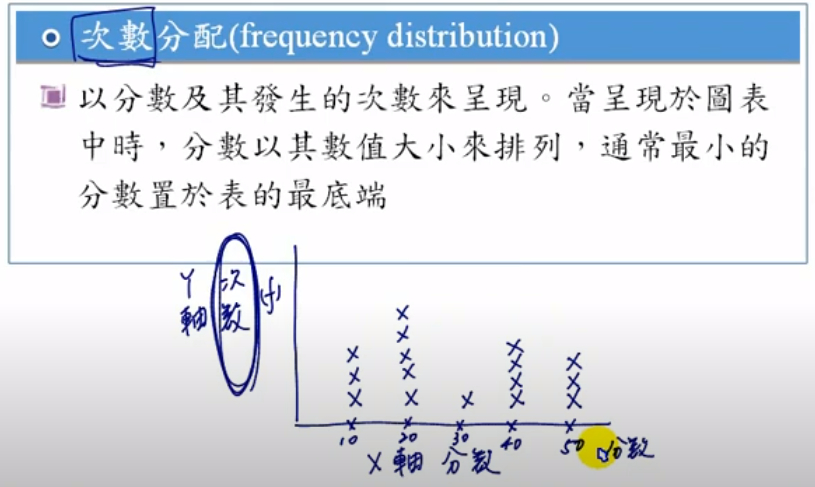 次數分配(frequency distribution)
以分數及其發生的次數來呈現。當呈現於圖表
中時，分數以其數值大小來排列，通常最小的
分數置於表的最底端
Y軸 次數 (f)
10 20 30 40 50 分數
X軸 分數